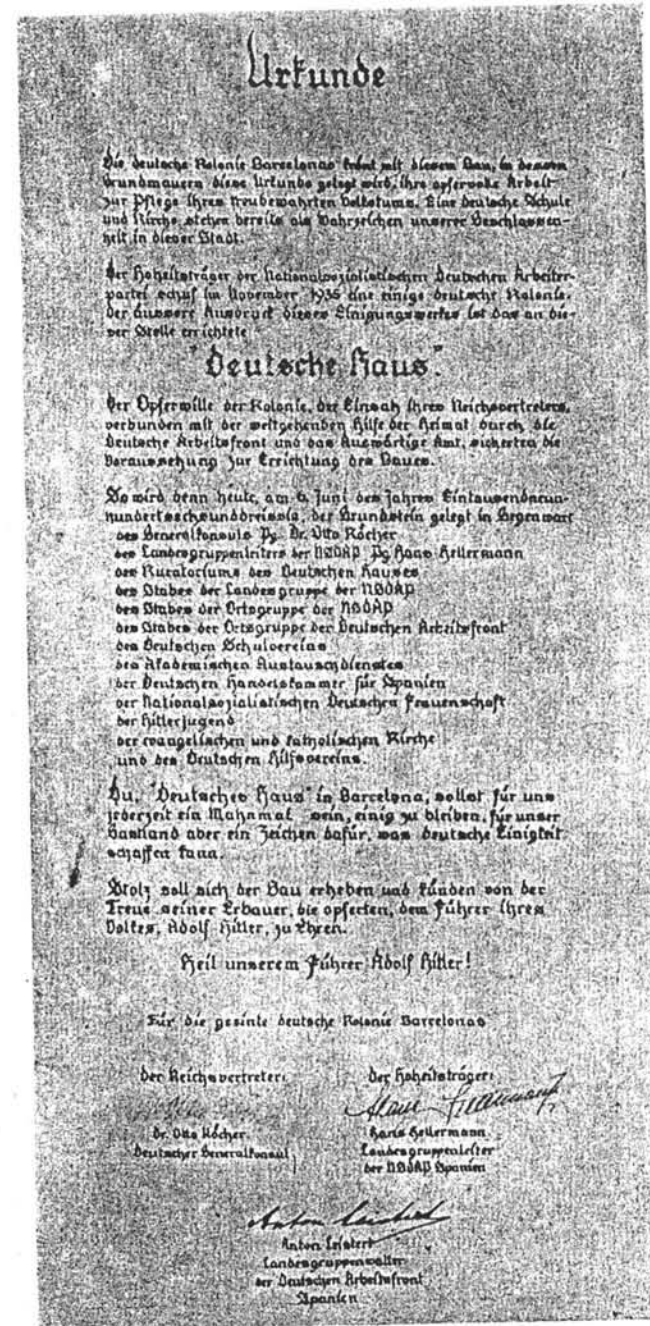 Urkunde
Die deutsche Kolonie Barcelonas krönt mit diesem Bau, in dessen
Grundmauern diese Urkunde gelegt wird, ihre opfervolle Arbeit
zur Pflege ihres treubewahrten Volkstums. Eine deutsche Schule
und Kirche stehen bereits als Wahrzeichen unserer Geschlossen-
heit in dieser Stadt.
Der Hoheitsträger der Nationalsozialistischen Deutschen Arbeiter-
partei schuf im November 1935 eine einige deutsche Kolonie.
Der äussere Ausdruck dieses Einigungswerkes ist das an die-
ser Stelle errichtete
"Deutsche Haus".
Der Opferwille der Kolonie, der Einsatz ihres Reichsvertreters,
verbunden mit der weitgehenden Hilfe der Heimat durch die
Deutsche Arbeitsfront und das Auswärtige Amt, sicherten die
Voraussetzung zur Errichtung des Baues.
So wird denn heute, am 6. Juni des Jahres Eintausendneun-
hundertsechsunddreissig, der Grundstein gelegt in Gegenwart
des Generalkonsuls Pg. Dr. Otto Köcher
des Landesgruppenleiters der NSDAP Pg Hans Hellermann
des Kuratoriums des Deutschen Hauses
des Stabes der Landesgruppe der NSDAP
des Stabes der Ortsgruppe der NSDAP
des Stabes der Ortsgruppe der Deutschen Arbeitsfront
des Deutschen Schulvereins
des Akademischen Austauschdienstes
der Deutschen Handelskammer für Spanien
der Nationalsozialistischen Deutschen Frauenschaft
der Hitlerjugend
der evangelischen und katholischen Kirche
und des Deutschen Hilfsvereins.
Du, "Deutsches Haus" in Barcelona, sollst für uns
jederzeit ein Mahnmal sein, einig zu bleiben, für unser
Gastland aber ein Zeichen dafür, was deutsche Einigkeit
schaffen kann.
Stolz soll sich der Bau erheben und künden von der
Treue seiner Erbauer, die opferten, dem Führer ihres
Volkes, Adolf Hitler, zu Ehren.
Heil unserem Führer Adolf Hitler!
Für die geeinte deutsche Kolonie Barcelonas
Der Reichsvertreter:
Der Hoheitsträger:
Hans Hellermann
Dr. Otto Köcher
Deutscher Generalkonsul
Hans Hellermann
Landesgruppenleiter
der NSDAP Spanien
Anton Leistert
Anton Leistert
Landesgruppenwalter
der Deutschen Arbeitsfront
Spanien